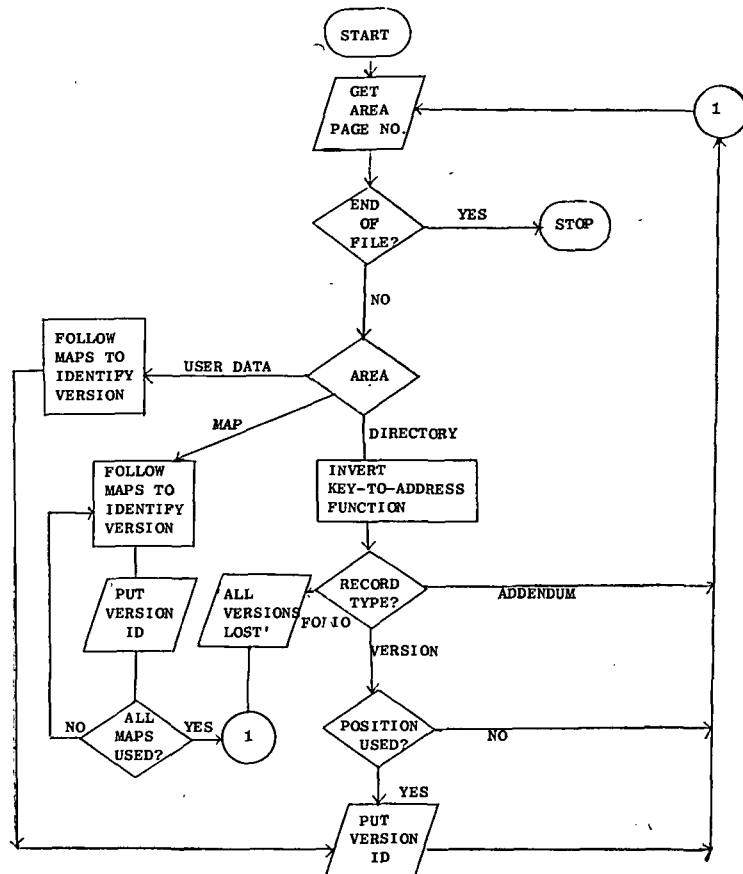 START
GET
AREA
PAGE NO.
1
END
OF
FILE?
YES
STOP
NO
FOLLOW
MAPS TO
IDENTIFY
VERSION
USER DATA
AREA
MAP
DIRECTORY
FOLLOW
MAPS TO
IDENTIFY
VERSION
INVERT
KEY-TO-ADDRESS
FUNCTION
PUT
VERSION
ID
'ALL
VERSIONS
LOST'
FOLIO
RECORD
TYPE?
ADDENDUM
VERSION
NO
ALL
MAPS
USED?
YES
1
POSITION
USED?
NO
YES
PUT
VERSION
ID